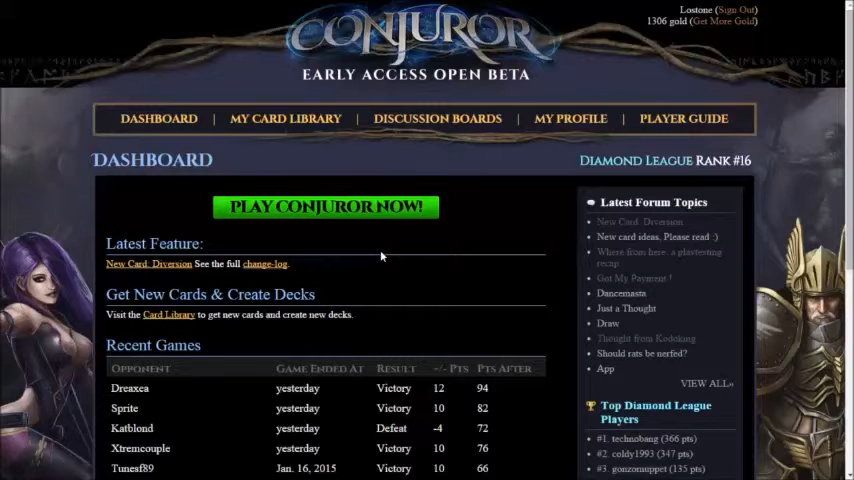 Lostone (Sign Out)
1306 gold (Get More Gold)
CONJUROR
EARLY ACCESS OPEN BETA
DASHBOARD | MY CARD LIBRARY | DISCUSSION BOARDS | MY PROFILE | PLAYER GUIDE
DASHBOARD
DIAMOND LEAGUE RANK #16
PLAY CONJUROR NOW!
Latest Feature:
New Card: Diversion See the full change-log.
Get New Cards & Create Decks
Visit the Card Library to get new cards and create new decks.
Recent Games
OPPONENT GAME ENDED AT RESULT +/- PTS PTS AFTER
Dreaxea yesterday Victory 12 94
Sprite yesterday Victory 10 82
Katblond yesterday Defeat -4 72
Xtremcouple yesterday Victory 10 76
Tunesf89 Jan. 16, 2015 Victory 10 66
Latest Forum Topics
New Card: Diversion
New card ideas, Please read :)
Where from here: a playtesting
recap
Got My Payment !
Dancemasta
Just a Thought
Draw
Thought from Kodoking
Should rats be nerfed?
App
VIEW ALL»
Top Diamond League
Players
#1. technobang (366 pts)
#2. coldy1993 (347 pts)
#3. gonzomuppet (135 pts)